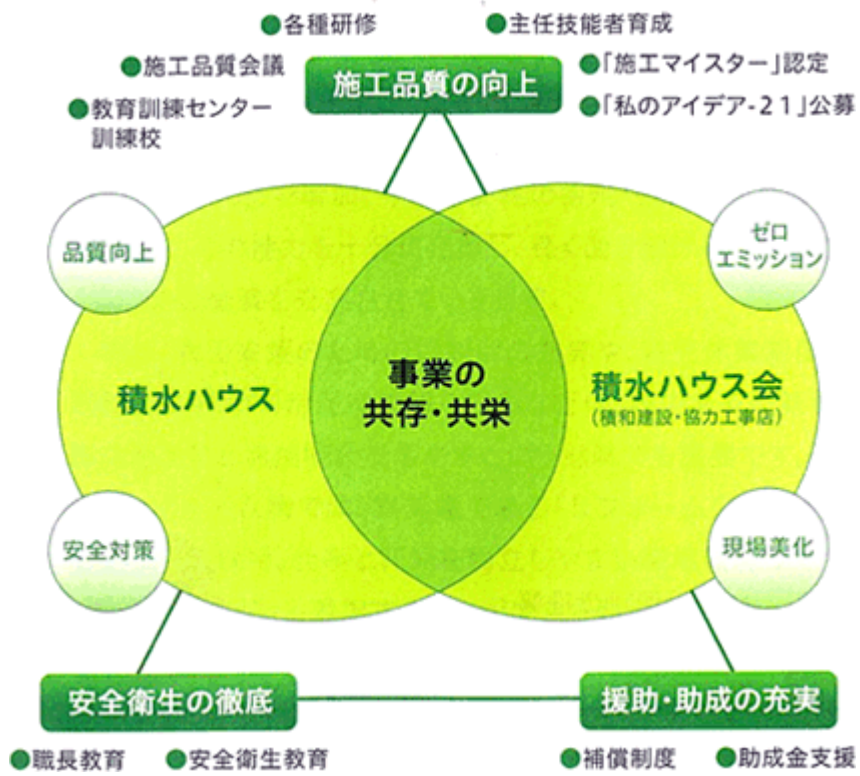 ●各種研修
●主任技能者育成
●施工品質会議
●「施工マイスター」認定
●教育訓練センター
訓練校
●「私のアイデア-21」公募
施工品質の向上
品質向上
ゼロ
エミッション
積水ハウス
事業の
共存・共栄
積水ハウス会
(積和建設・協力工事店)
安全対策
現場美化
安全衛生の徹底
援助・助成の充実
●職長教育
●安全衛生教育
●補償制度
●助成金支援